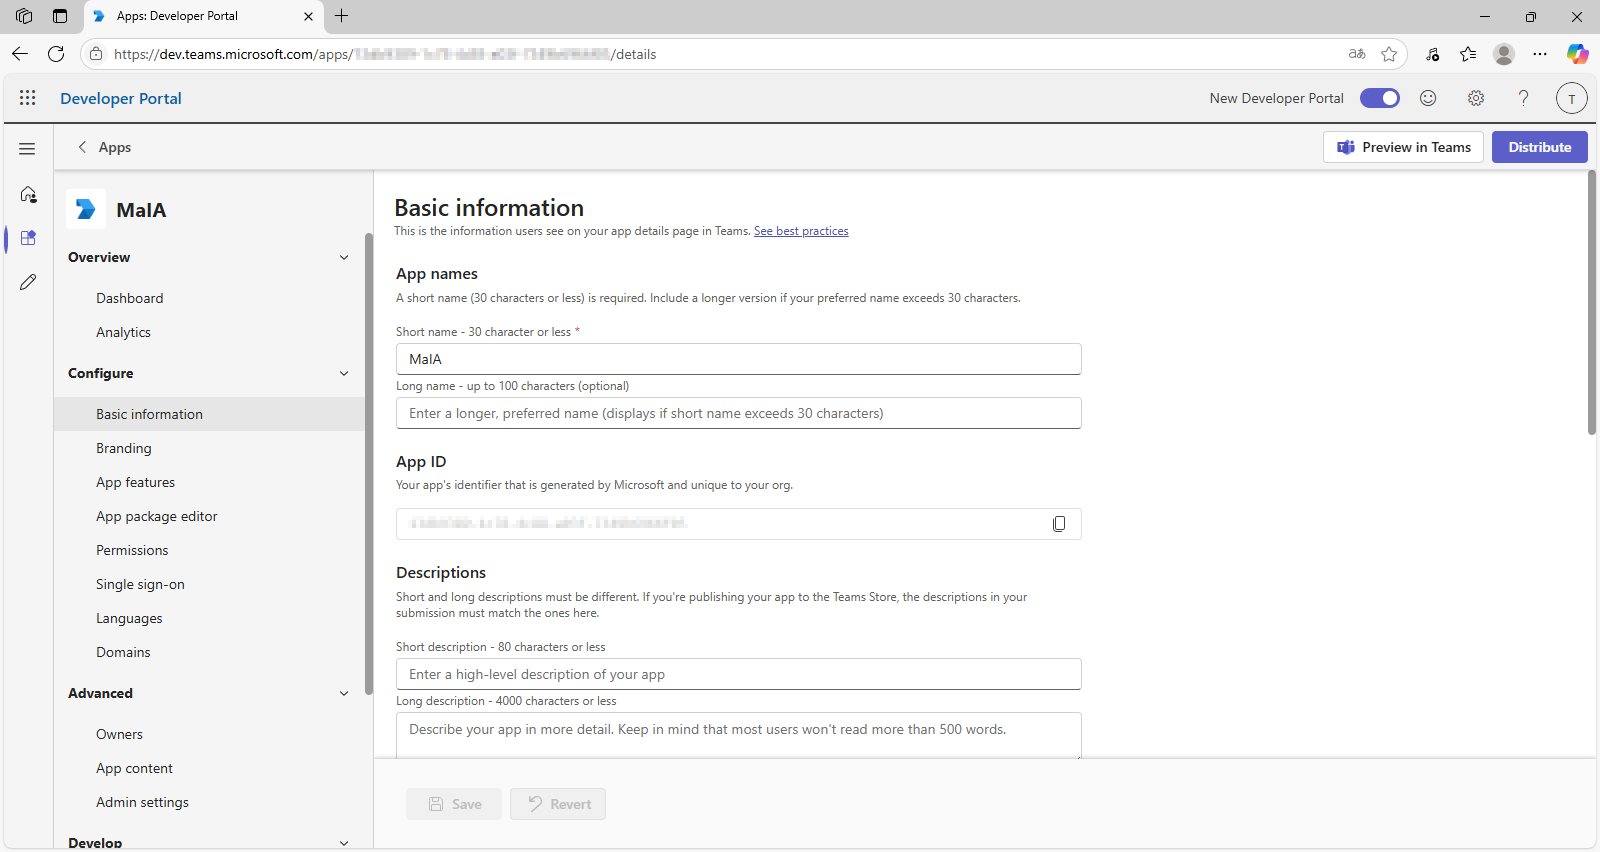 Apps: Developer Portal
https://dev.teams.microsoft.com/apps/
/details
Developer Portal
New Developer Portal
T
Apps
Preview in Teams
Distribute
MaIA
Overview
Dashboard
Analytics
Configure
Basic information
Branding
App features
App package editor
Permissions
Single sign-on
Languages
Domains
Advanced
Owners
App content
Admin settings
Develop
Basic information
This is the information users see on your app details page in Teams. See best practices
App names
A short name (30 characters or less) is required. Include a longer version if your preferred name exceeds 30 characters.
Short name - 30 character or less *
MaIA
Long name - up to 100 characters (optional)
Enter a longer, preferred name (displays if short name exceeds 30 characters)
App ID
Your app's identifier that is generated by Microsoft and unique to your org.
Descriptions
Short and long descriptions must be different. If you're publishing your app to the Teams Store, the descriptions in your
submission must match the ones here.
Short description - 80 characters or less
Enter a high-level description of your app
Long description - 4000 characters or less
Describe your app in more detail. Keep in mind that most users won't read more than 500 words.
Save
Revert